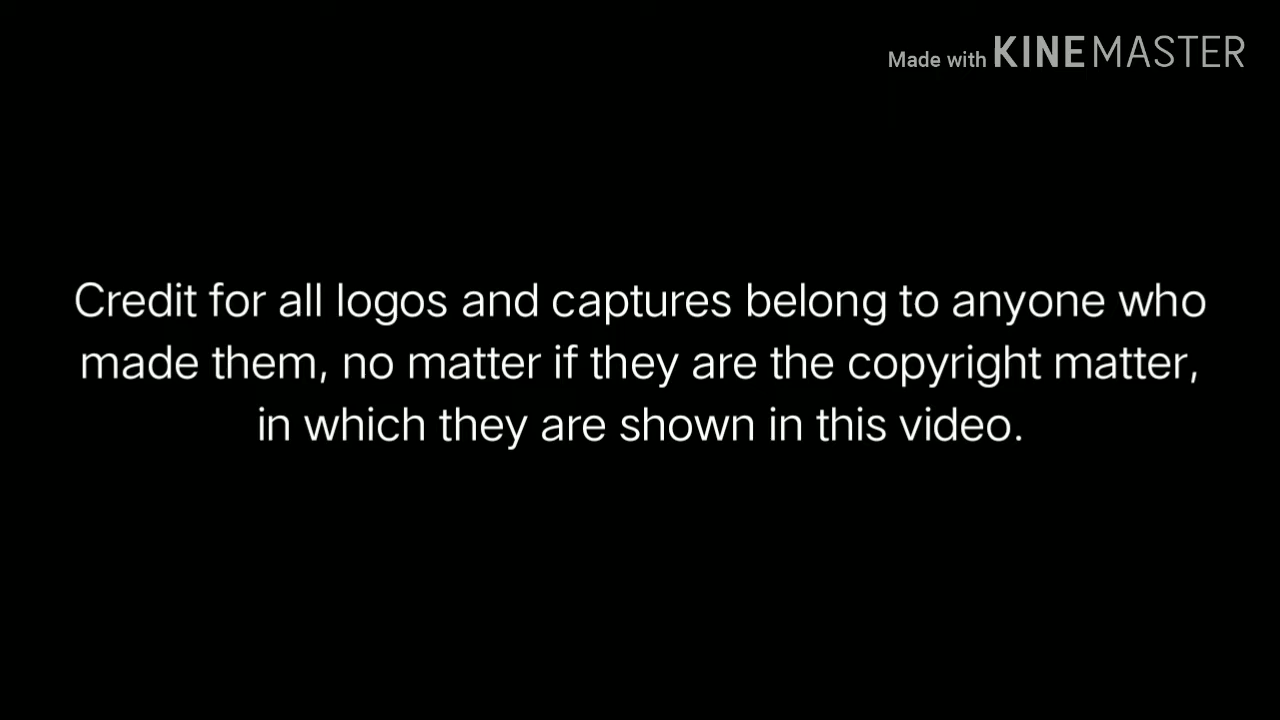 Made with KINEMASTER
Credit for all logos and captures belong to anyone who
made them, no matter if they are the copyright matter,
in which they are shown in this video.